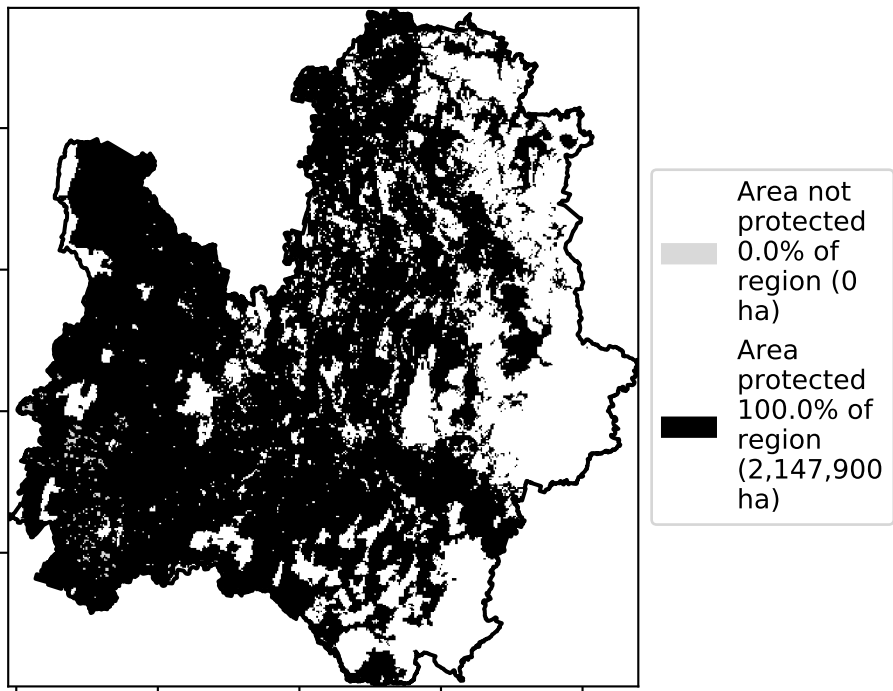 Area not
protected
0.0% of
region (0
ha)
Area
protected
100.0% of
region
(2,147,900
ha)